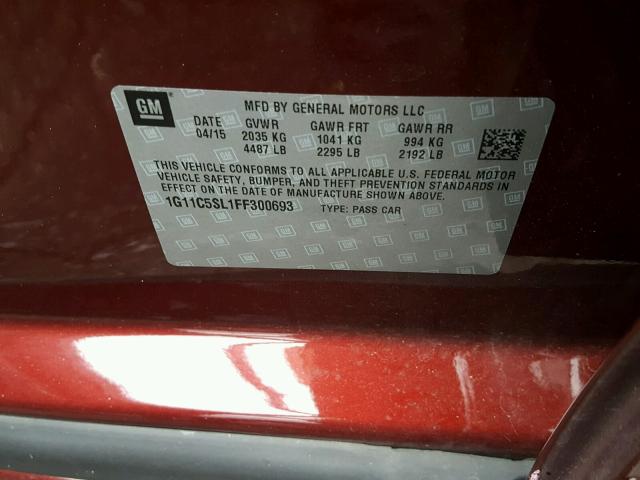 GM MFD BY GENERAL MOTORS LLC
DATE GVWR GAWR FRT GAWR RR
04/15 2035 KG 1041 KG 994 KG
4487 LB 2295 LB 2192 LB
THIS VEHICLE CONFORMS TO ALL APPLICABLE U.S. FEDERAL MOTOR
VEHICLE SAFETY, BUMPER, AND THEFT PREVENTION STANDARDS IN
EFFECT ON THE DATE OF MANUFACTURE SHOWN ABOVE.
1G11C5SL1FF300693 TYPE: PASS CAR